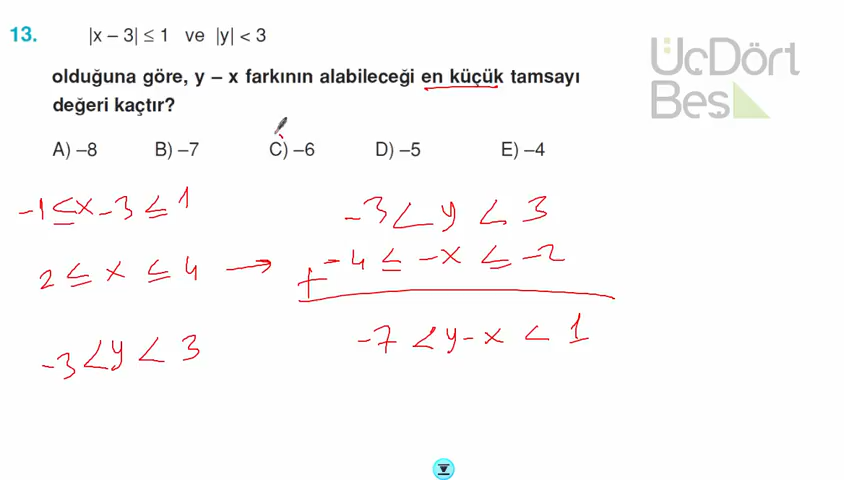 13. |x – 3| ≤ 1 ve |y| < 3
olduğuna göre, y – x farkının alabileceği en küçük tamsayı
değeri kaçtır?
A) –8 B) –7 C) –6 D) –5 E) –4
ÜçDört
Beş
-1 ≤ x - 3 ≤ 1
-3 < y < 3
2 ≤ x ≤ 4 →
+ -4 ≤ -x ≤ -2
-3 < y < 3
-7 < y - x < 1